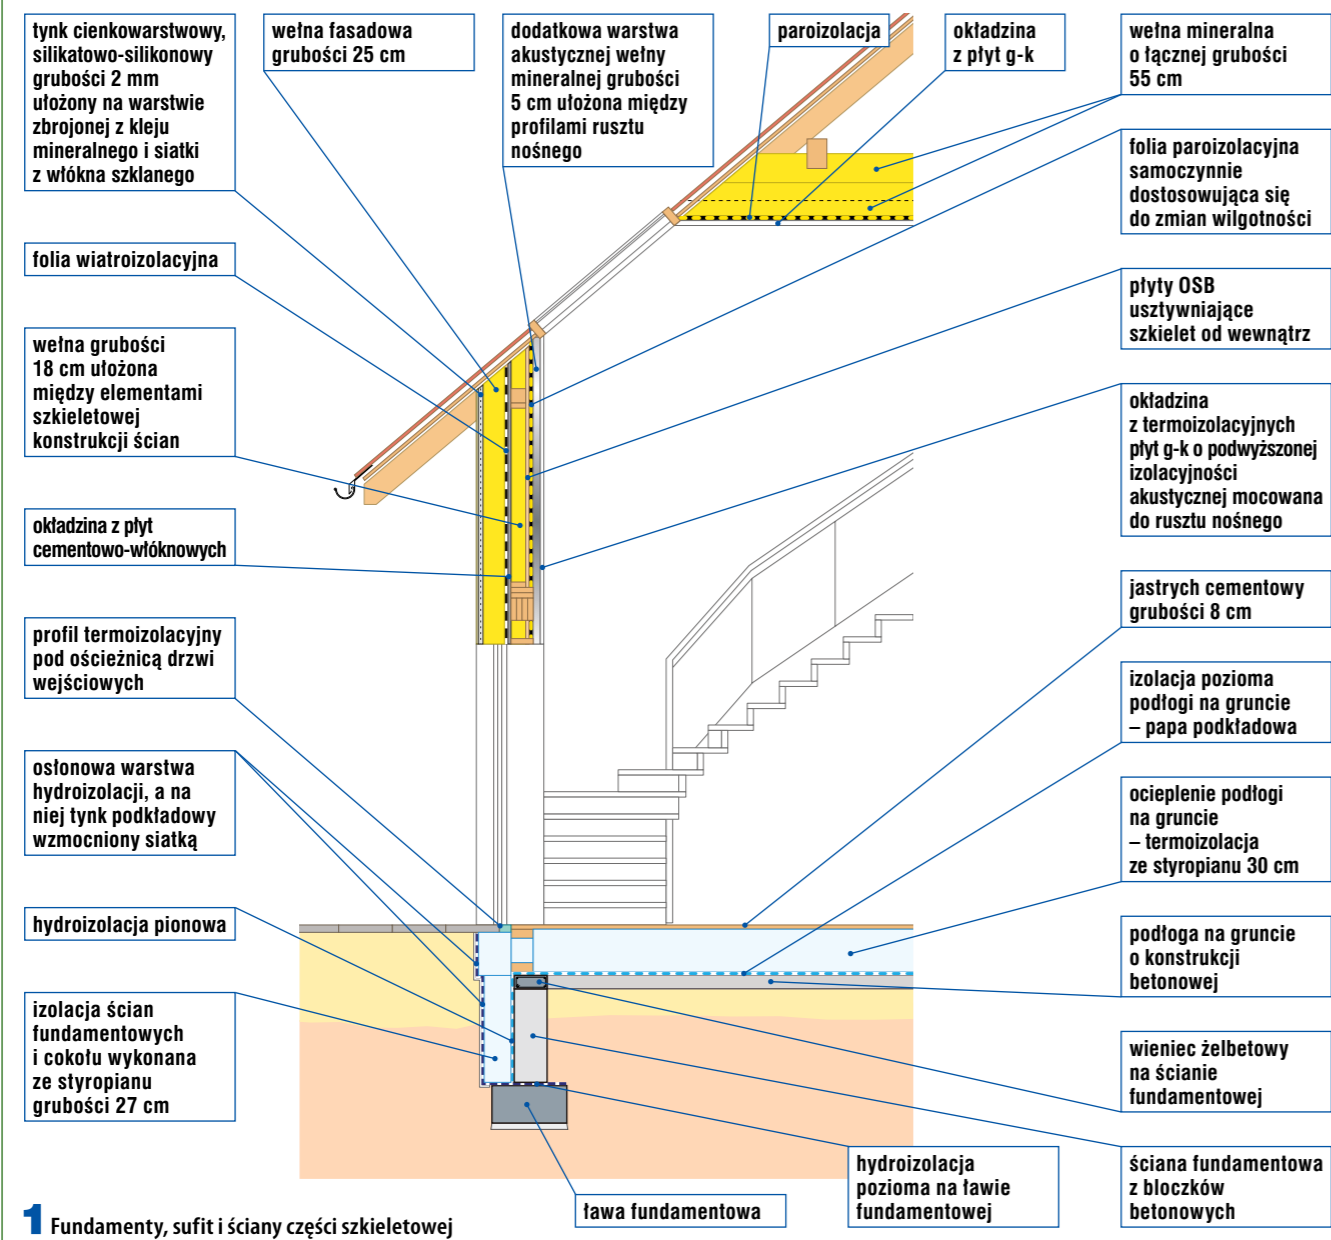 tynk cienkowarstwowy,
silikatowo-silikonowy
grubości 2 mm
ułożony na warstwie
zbrojonej z kleju
mineralnego i siatki
z włókna szklanego
wełna fasadowa
grubości 25 cm
dodatkowa warstwa
akustycznej wełny
mineralnej grubości
5 cm ułożona między
profilami rusztu
nośnego
paroizolacja
okładzina
z płyt g-k
wełna mineralna
o łącznej grubości
55 cm
folia paroizolacyjna
samoczynnie
dostosowująca się
do zmian wilgotności
folia wiatroizolacyjna
płyty OSB
usztywniające
szkielet od wewnątrz
wełna grubości
18 cm ułożona
między elementami
szkieletowej
konstrukcji ścian
okładzina
z termoizolacyjnych
płyt g-k o podwyższonej
izolacyjności
akustycznej mocowana
do rusztu nośnego
okładzina z płyt
cementowo-włóknowych
jastrych cementowy
grubości 8 cm
profil termoizolacyjny
pod ościeżnicą drzwi
wejściowych
izolacja pozioma
podłogi na gruncie
– papa podkładowa
osłonowa warstwa
hydroizolacji, a na
niej tynk podkładowy
wzmocniony siatką
ocieplenie podłogi
na gruncie
– termoizolacja
ze styropianu 30 cm
hydroizolacja pionowa
podłoga na gruncie
o konstrukcji
betonowej
izolacja ścian
fundamentowych
i cokołu wykonana
ze styropianu
grubości 27 cm
wieniec żelbetowy
na ścianie
fundamentowej
hydroizolacja
pozioma na ławie
fundamentowej
ściana fundamentowa
z bloczków
betonowych
ława fundamentowa
1 Fundamenty, sufit i ściany części szkieletowej